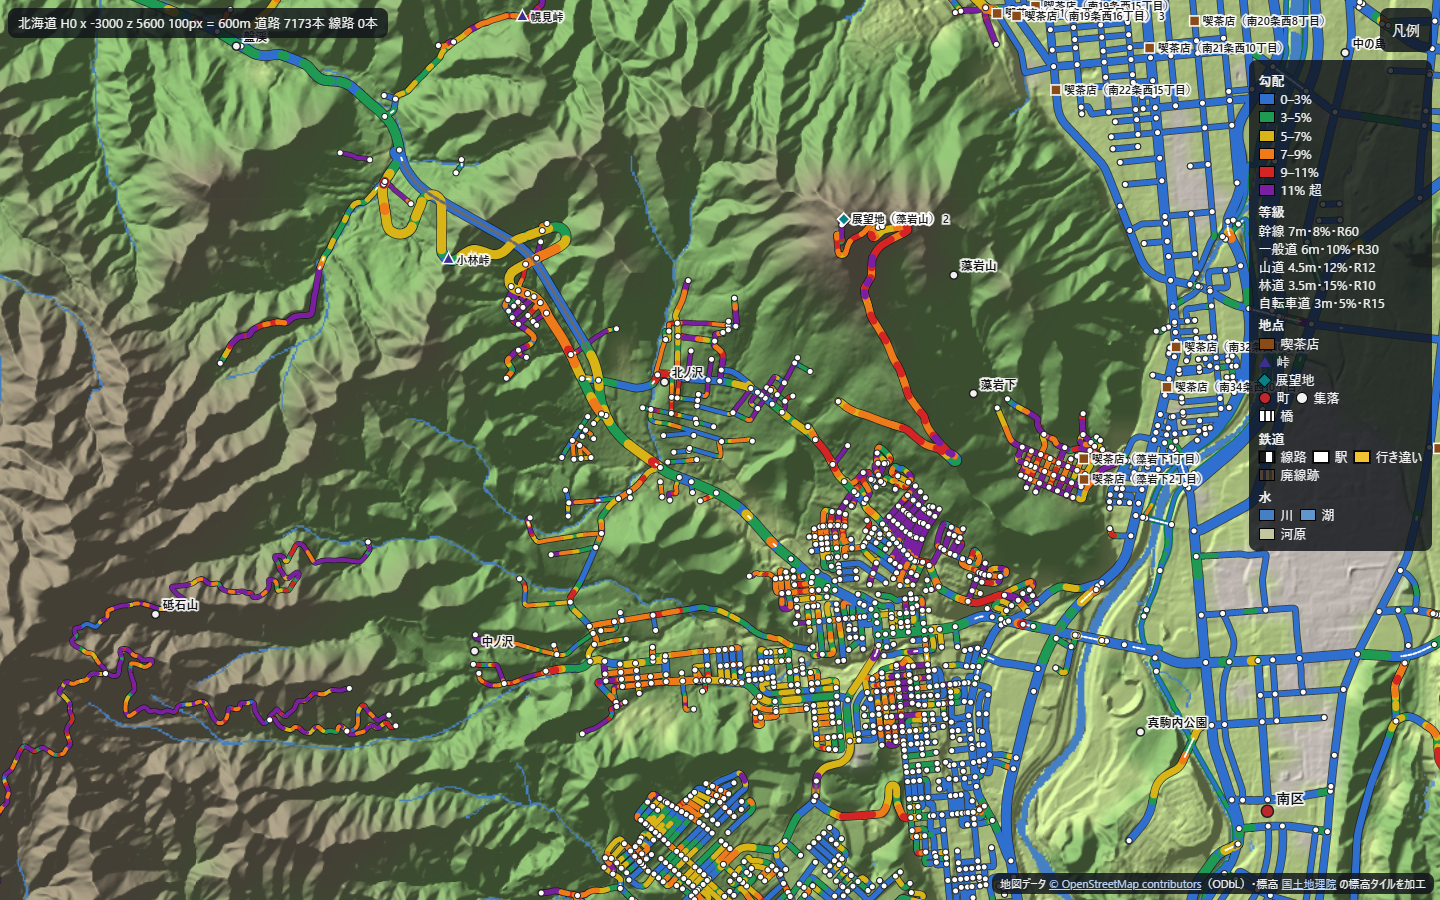 北海道 H0 x -3000 z 5600 100px = 600m 道路 7173本 線路 0本
盤渓
幌見峠
喫茶店（南19条西16丁目） 3
喫茶店（南20条西8丁目）
喫茶店（南21条西10丁目）
喫茶店（南22条西15丁目）
凡例
勾配
0–3%
3–5%
5–7%
7–9%
9–11%
11% 超
等級
幹線 7m･8%･R60
一般道 6m･10%･R30
山道 4.5m･12%･R12
林道 3.5m･15%･R10
自転車道 3m･5%･R15
地点
喫茶店
峠
展望地
町 集落
橋
鉄道
線路 駅 行き違い
廃線跡
水
川 湖
河原
展望地（藻岩山） 2
小林峠
藻岩山
北ノ沢
藻岩下
喫茶店（藻岩下1丁目）
喫茶店（藻岩下2丁目）
砥石山
中ノ沢
真駒内公園
南区
地図データ © OpenStreetMap contributors（ODbL）･標高 国土地理院 の標高タイルを加工